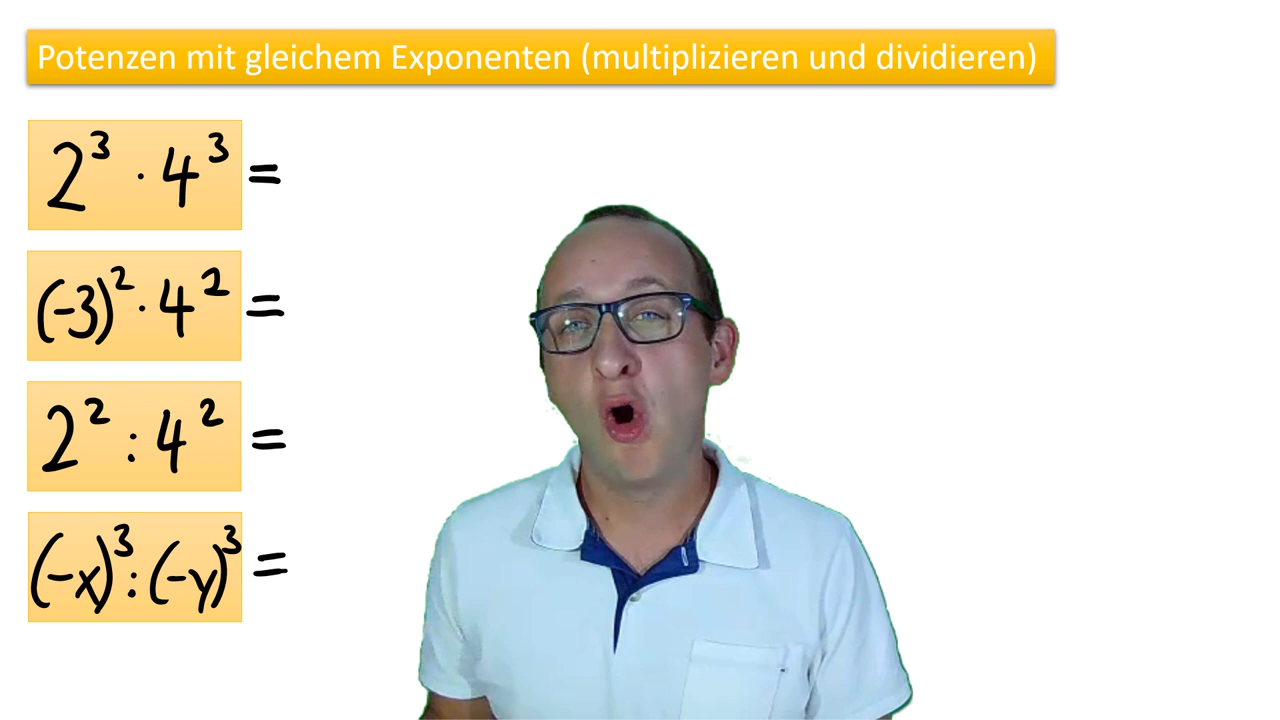 Potenzen mit gleichem Exponenten (multiplizieren und dividieren)
2³ · 4³ =
(-3)² · 4² =
2² : 4² =
(-x)³ : (-y)³ =